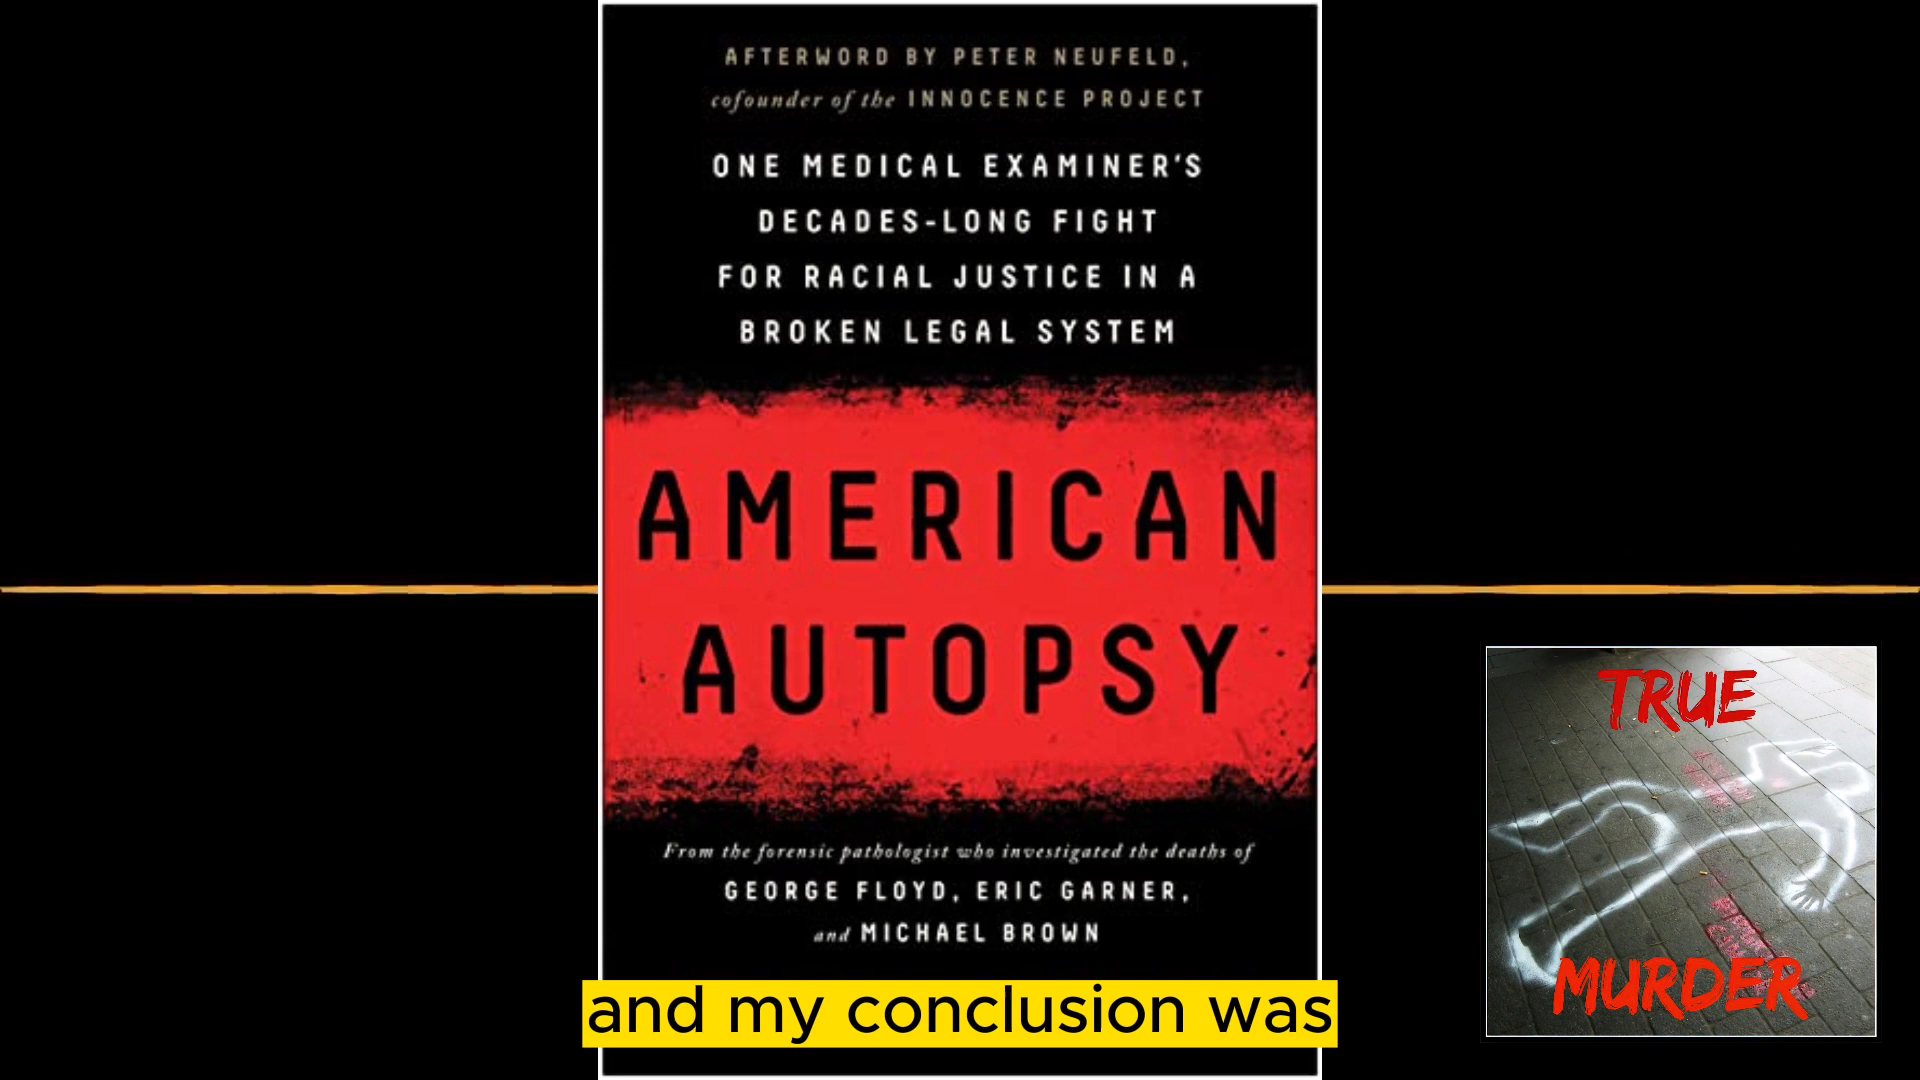 AFTERWORD BY PETER NEUFELD,
cofounder of the INNOCENCE PROJECT
ONE MEDICAL EXAMINER'S
DECADES-LONG FIGHT
FOR RACIAL JUSTICE IN A
BROKEN LEGAL SYSTEM
AMERICAN
AUTOPSY
From the forensic pathologist who investigated the deaths of
GEORGE FLOYD, ERIC GARNER,
and MICHAEL BROWN
and my conclusion was
TRUE
MURDER